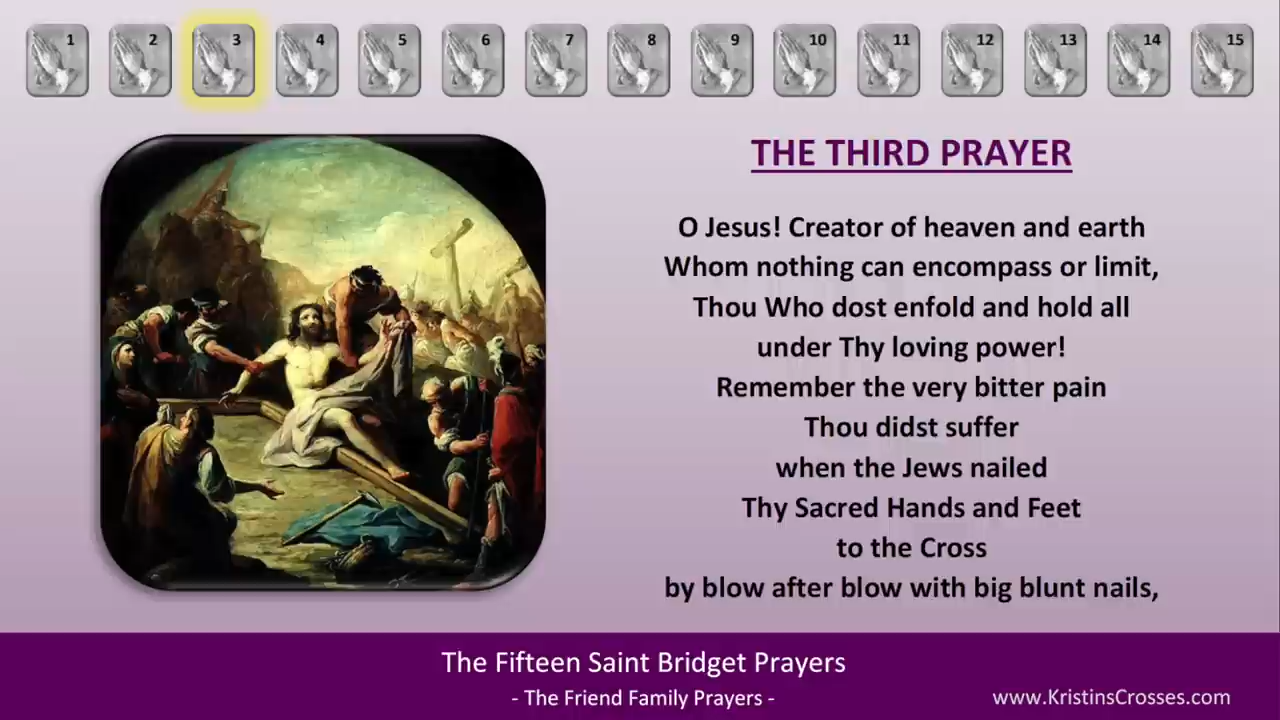 1 2 3 4 5 6 7 8 9 10 11 12 13 14 15
THE THIRD PRAYER
O Jesus! Creator of heaven and earth
Whom nothing can encompass or limit,
Thou Who dost enfold and hold all
under Thy loving power!
Remember the very bitter pain
Thou didst suffer
when the Jews nailed
Thy Sacred Hands and Feet
to the Cross
by blow after blow with big blunt nails,
The Fifteen Saint Bridget Prayers
- The Friend Family Prayers -
www.KristinsCrosses.com